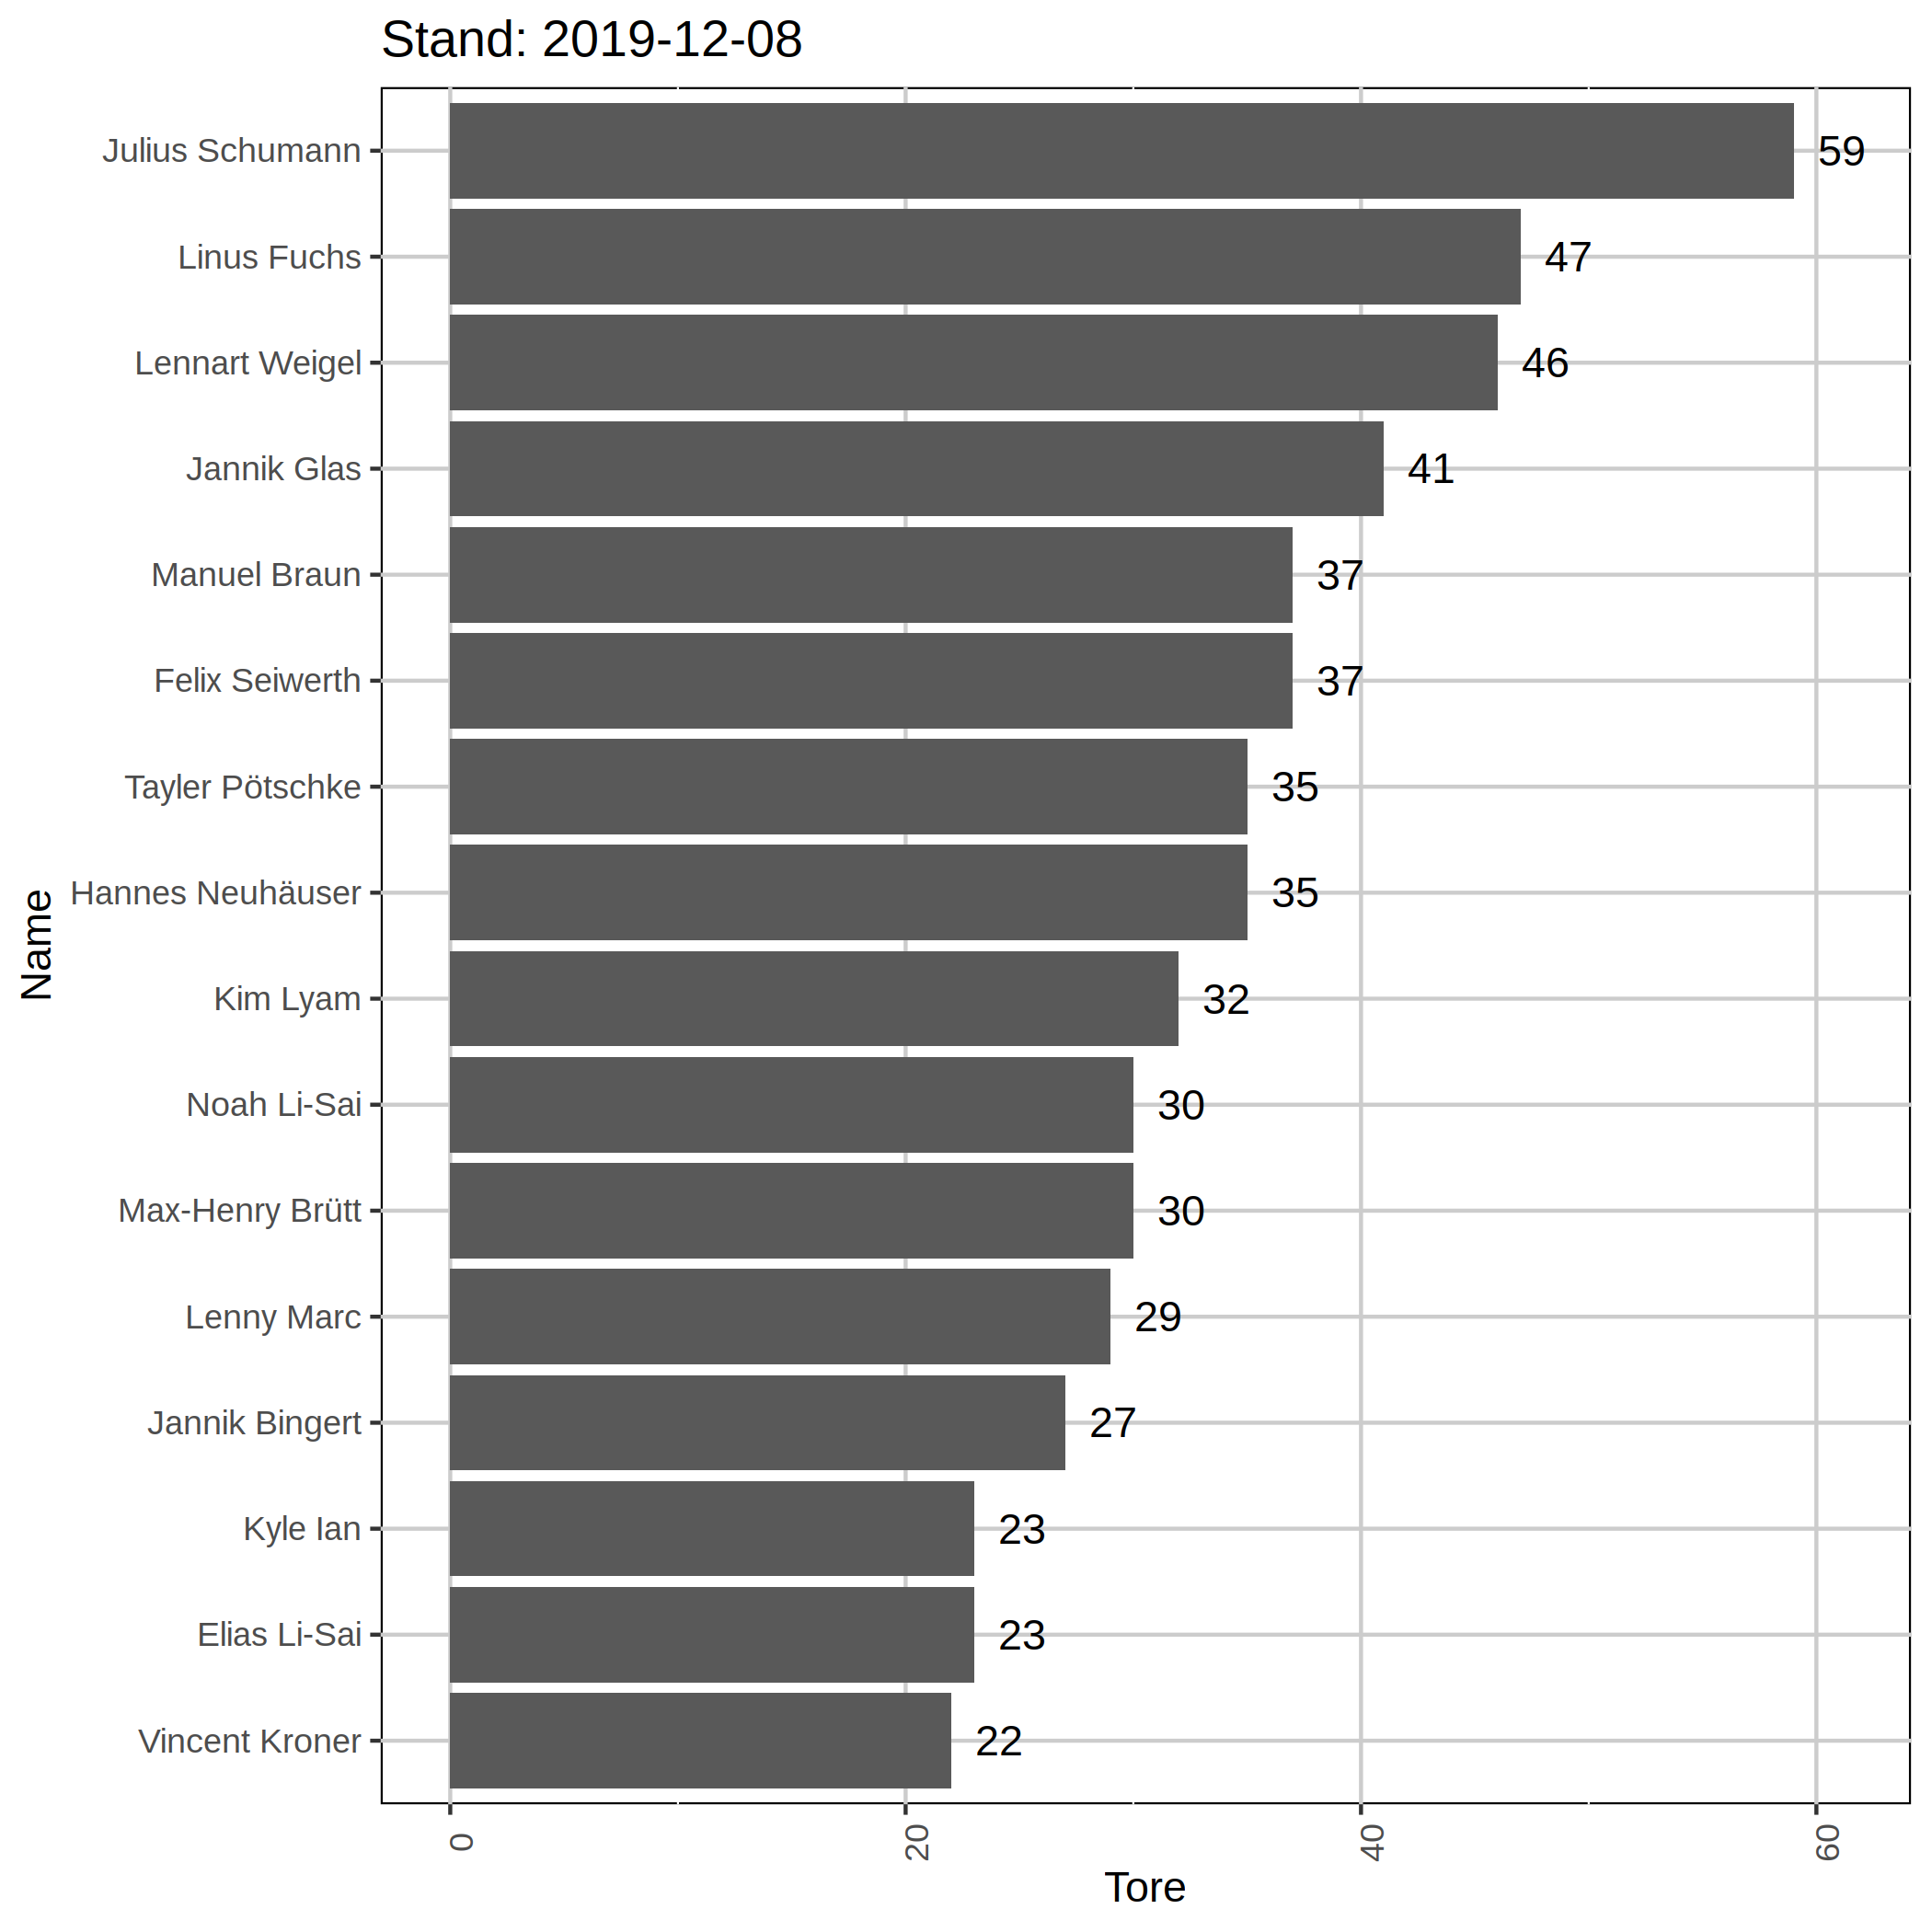 Stand: 2019-12-08
Julius Schumann 59
Linus Fuchs 47
Lennart Weigel 46
Jannik Glas 41
Manuel Braun 37
Felix Seiwerth 37
Tayler Pötschke 35
Hannes Neuhäuser 35
Name
Kim Lyam 32
Noah Li-Sai 30
Max-Henry Brütt 30
Lenny Marc 29
Jannik Bingert 27
Kyle Ian 23
Elias Li-Sai 23
Vincent Kroner 22
0 20 40 60
Tore